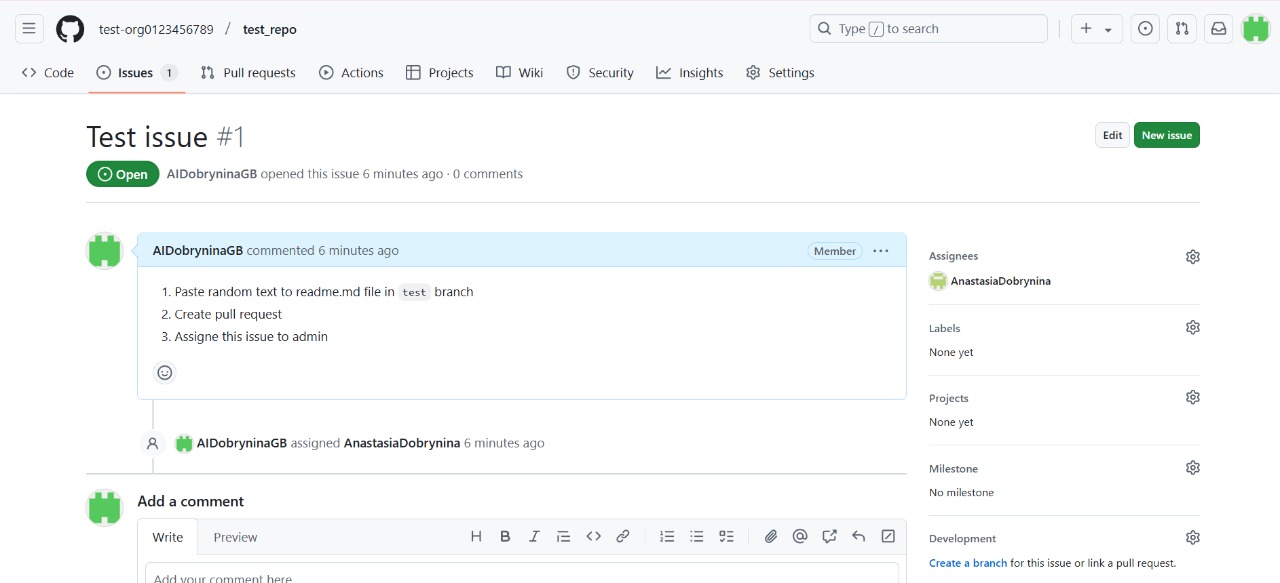 test-org0123456789 / test_repo
Type / to search
Code Issues 1 Pull requests Actions Projects Wiki Security Insights Settings
Test issue #1
Edit New issue
Open AIDobryninaGB opened this issue 6 minutes ago · 0 comments
AIDobryninaGB commented 6 minutes ago Member ...
1. Paste random text to readme.md file in test branch
2. Create pull request
3. Assigne this issue to admin
AIDobryninaGB assigned AnastasiaDobrynina 6 minutes ago
Add a comment
Write Preview
Add your comment here
Assignees
AnastasiaDobrynina
Labels
None yet
Projects
None yet
Milestone
No milestone
Development
Create a branch for this issue or link a pull request.